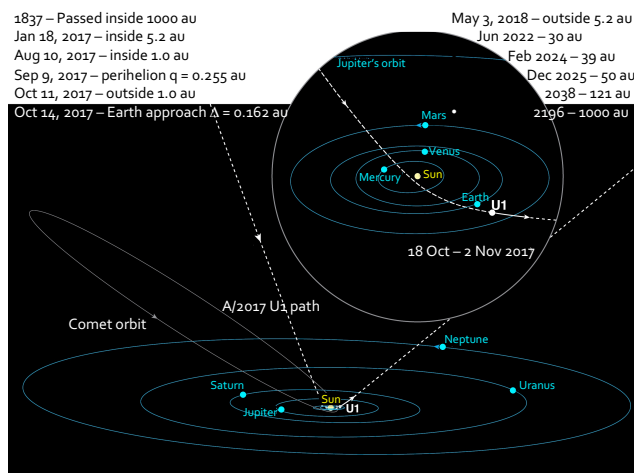 1837 – Passed inside 1000 au
Jan 18, 2017 – inside 5.2 au
Aug 10, 2017 – inside 1.0 au
Sep 9, 2017 – perihelion q = 0.255 au
Oct 11, 2017 – outside 1.0 au
Oct 14, 2017 – Earth approach Δ = 0.162 au
May 3, 2018 – outside 5.2 au
Jun 2022 – 30 au
Feb 2024 – 39 au
Dec 2025 – 50 au
2038 – 121 au
2196 – 1000 au
Jupiter's orbit
Mars
Venus
Mercury
Sun
Earth
U1
18 Oct – 2 Nov 2017
A/2017 U1 path
Comet orbit
Neptune
Saturn
Uranus
Sun
Jupiter
U1